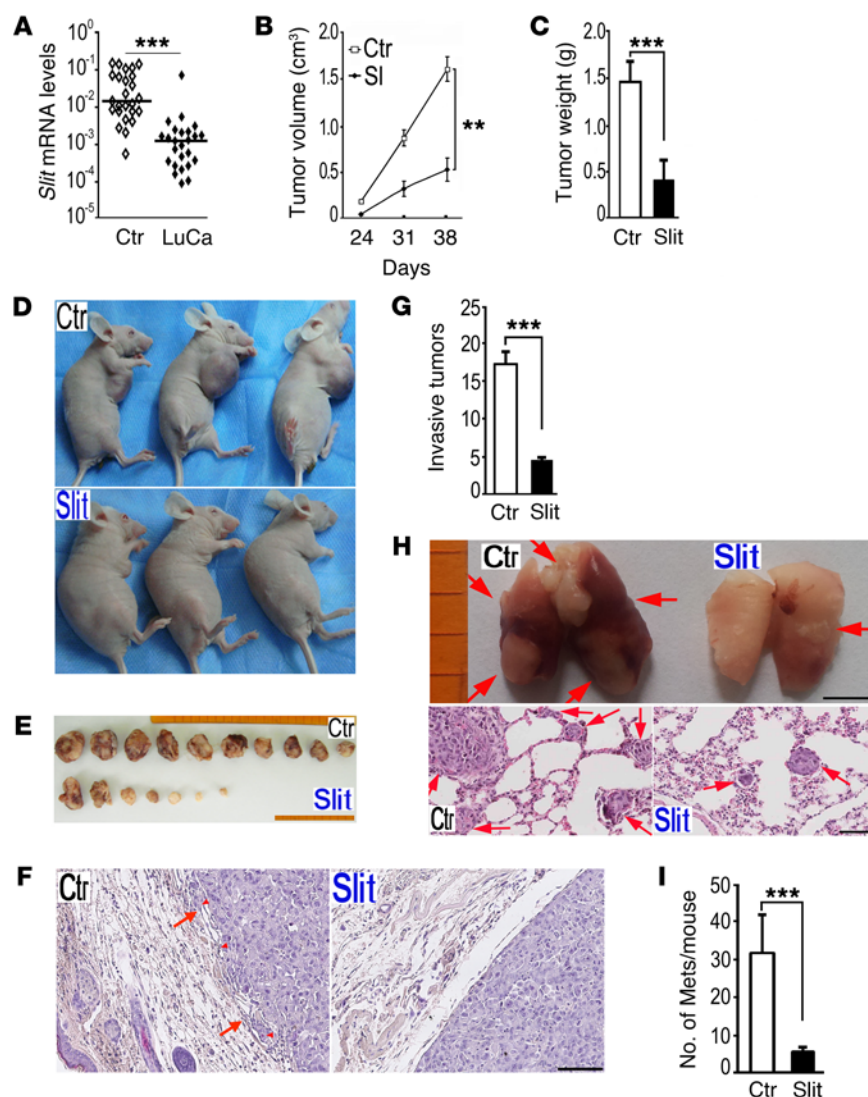 A
***
Slit mRNA levels
10⁰
10⁻¹
10⁻²
10⁻³
10⁻⁴
10⁻⁵
Ctr LuCa
B
Tumor volume (cm³)
2.0
1.5
1.0
0.5
0
Ctr
SI
**
24 31 38
Days
C
***
Tumor weight (g)
2.0
1.5
1.0
0.5
0
Ctr Slit
D
Ctr
Slit
E
Ctr
Slit
F
Ctr
Slit
G
***
Invasive tumors
25
20
15
10
5
0
Ctr Slit
H
Ctr
Slit
Ctr
Slit
I
***
No. of Mets/mouse
50
40
30
20
10
0
Ctr Slit